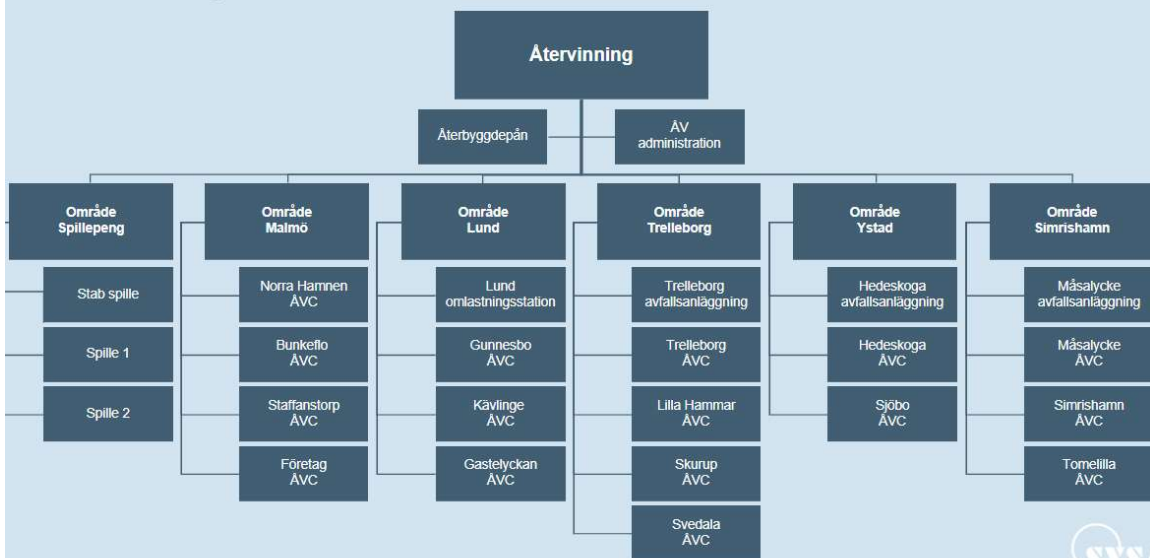 Återvinning
Återbyggdepån
ÅV
administration
Område
Spillepeng
Område
Malmö
Område
Lund
Område
Trelleborg
Område
Ystad
Område
Simrishamn
Stab spille
Norra Hamnen
ÅVC
Lund
omlastningsstation
Trelleborg
avfallsanläggning
Hedeskoga
avfallsanläggning
Måsalycke
avfallsanläggning
Spille 1
Bunkeflo
ÅVC
Gunnesbo
ÅVC
Trelleborg
ÅVC
Hedeskoga
ÅVC
Måsalycke
ÅVC
Spille 2
Staffanstorp
ÅVC
Kävlinge
ÅVC
Lilla Hammar
ÅVC
Sjöbo
ÅVC
Simrishamn
ÅVC
Företag
ÅVC
Gastelyckan
ÅVC
Skurup
ÅVC
Tomelilla
ÅVC
Svedala
ÅVC